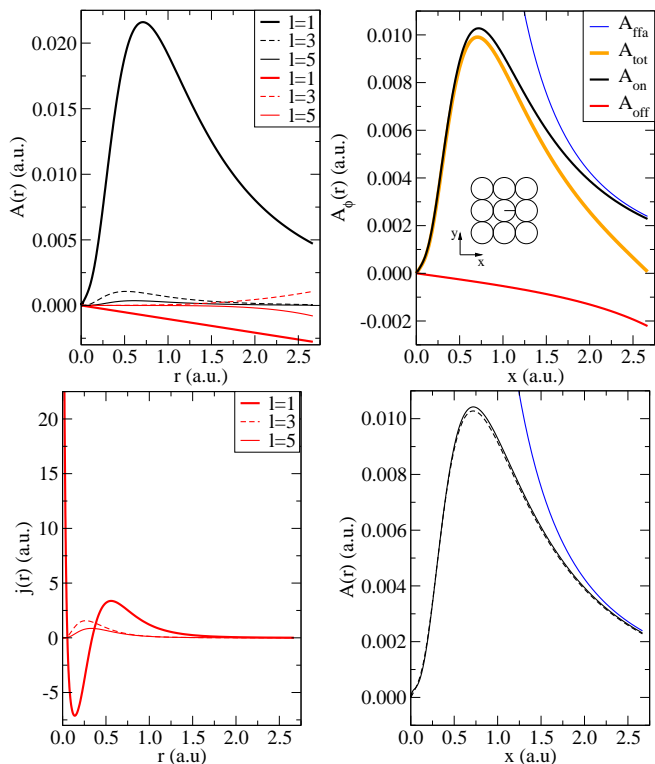 l=1
l=3
l=5
l=1
l=3
l=5
A(r) (a.u.)
0.020
0.015
0.010
0.005
0.000
0.0 0.5 1.0 1.5 2.0 2.5
r (a.u.)
A_ffa
A_tot
A_on
A_off
A_ϕ(r) (a.u.)
0.010
0.008
0.006
0.004
0.002
0.000
-0.002
y
x
0.0 0.5 1.0 1.5 2.0 2.5
x (a.u.)
l=1
l=3
l=5
j(r) (a.u.)
20
15
10
5
0
-5
0.0 0.5 1.0 1.5 2.0 2.5
r (a.u)
A(r) (a.u.)
0.010
0.008
0.006
0.004
0.002
0.000
0.0 0.5 1.0 1.5 2.0 2.5
x (a.u)